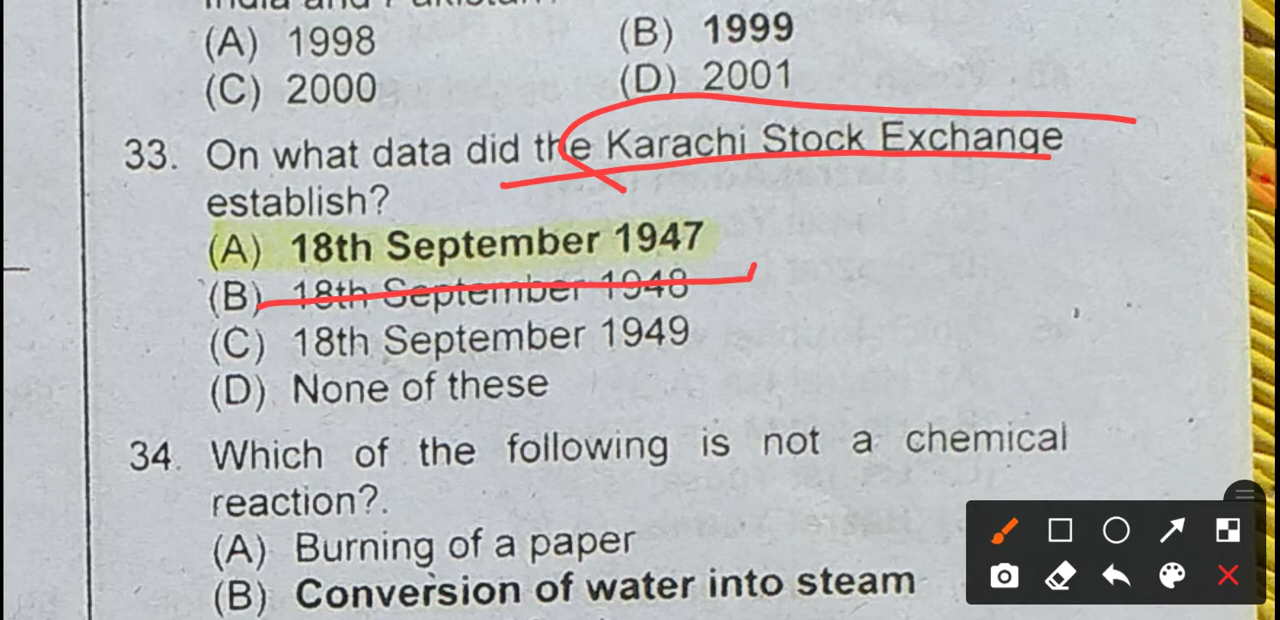 (A) 1998 (B) 1999
(C) 2000 (D) 2001
33. On what data did the Karachi Stock Exchange
establish?
(A) 18th September 1947
(B) 18th September 1948
(C) 18th September 1949
(D) None of these
34. Which of the following is not a chemical
reaction?.
(A) Burning of a paper
(B) Conversion of water into steam